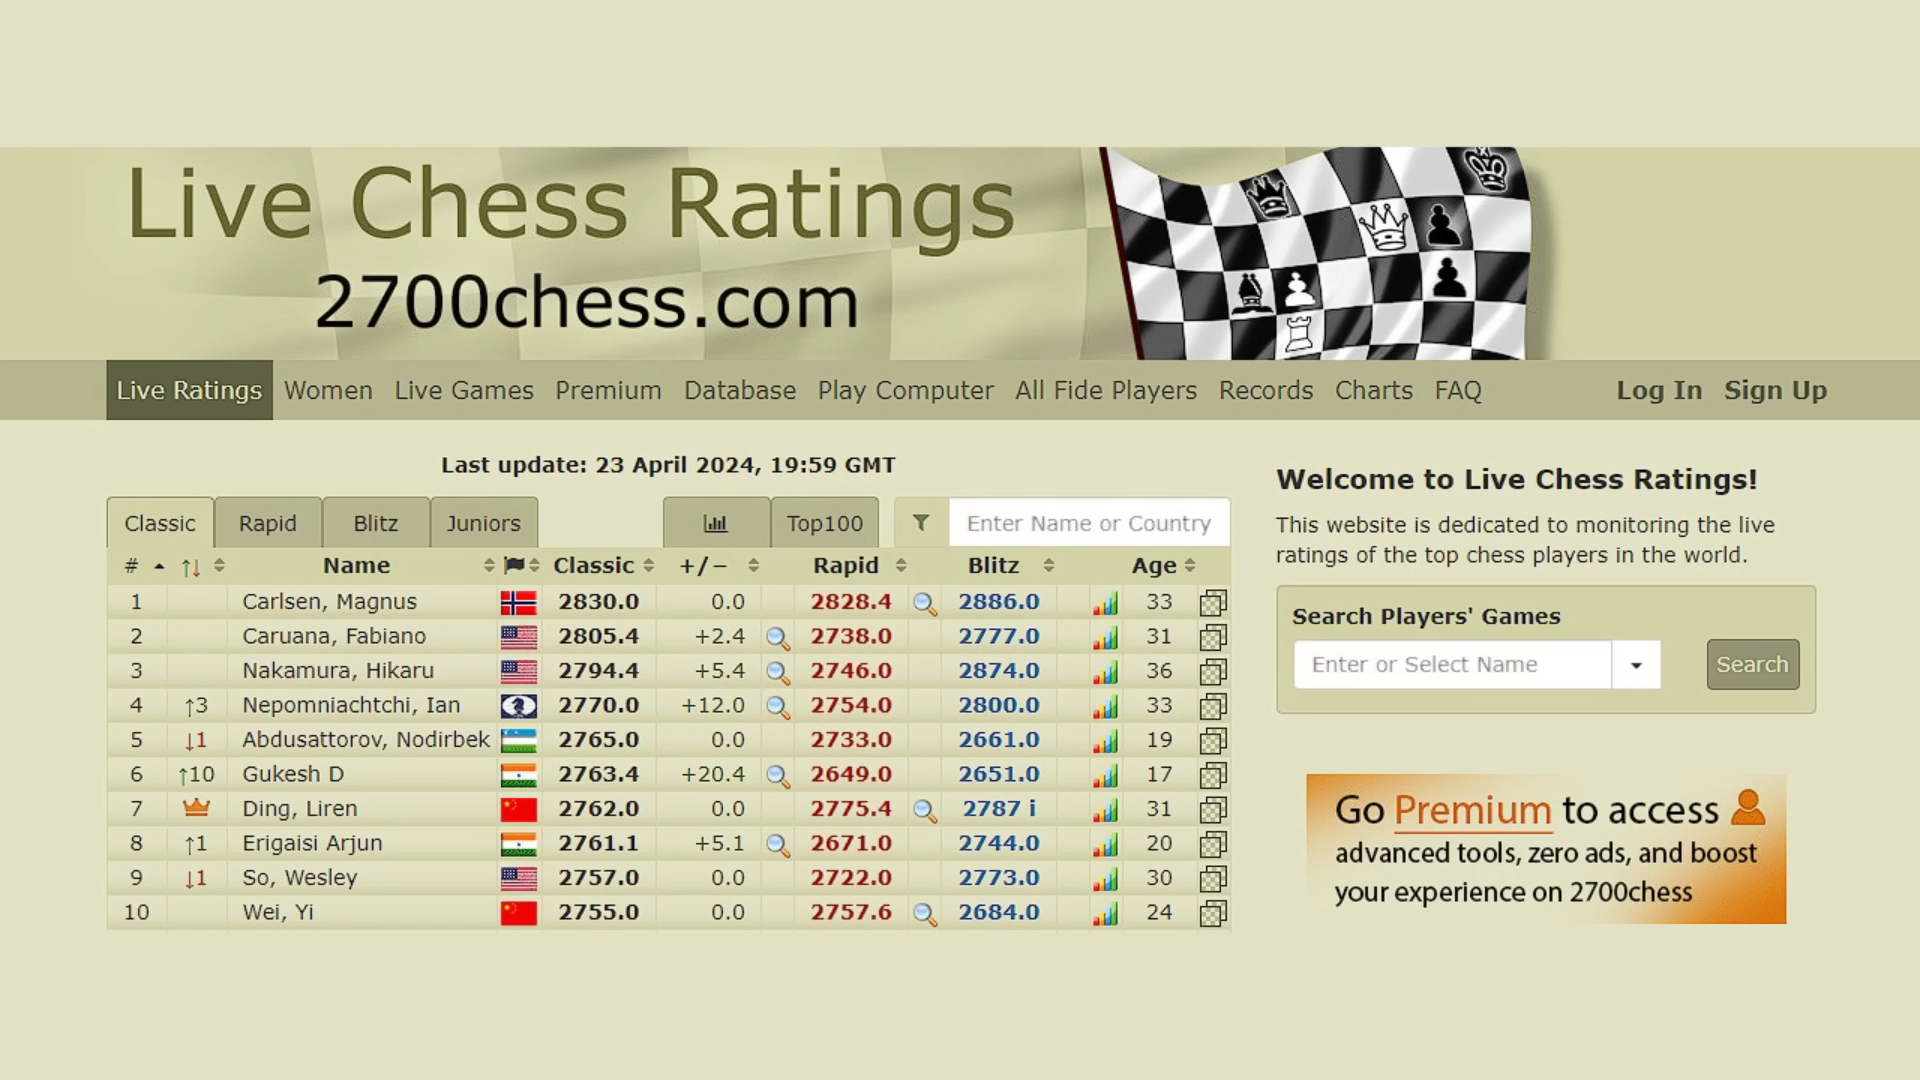 Live Chess Ratings
2700chess.com
Live Ratings Women Live Games Premium Database Play Computer All Fide Players Records Charts FAQ Log In Sign Up
Last update: 23 April 2024, 19:59 GMT
Classic Rapid Blitz Juniors Top100 Enter Name or Country
# ↑↓ Name Classic +/− Rapid Blitz Age
1 Carlsen, Magnus 2830.0 0.0 2828.4 2886.0 33
2 Caruana, Fabiano 2805.4 +2.4 2738.0 2777.0 31
3 Nakamura, Hikaru 2794.4 +5.4 2746.0 2874.0 36
4 ↑3 Nepomniachtchi, Ian 2770.0 +12.0 2754.0 2800.0 33
5 ↓1 Abdusattorov, Nodirbek 2765.0 0.0 2733.0 2661.0 19
6 ↑10 Gukesh D 2763.4 +20.4 2649.0 2651.0 17
7 Ding, Liren 2762.0 0.0 2775.4 2787 i 31
8 ↑1 Erigaisi Arjun 2761.1 +5.1 2671.0 2744.0 20
9 ↓1 So, Wesley 2757.0 0.0 2722.0 2773.0 30
10 Wei, Yi 2755.0 0.0 2757.6 2684.0 24
Welcome to Live Chess Ratings!
This website is dedicated to monitoring the live
ratings of the top chess players in the world.
Search Players' Games
Enter or Select Name Search
Go Premium to access
advanced tools, zero ads, and boost
your experience on 2700chess